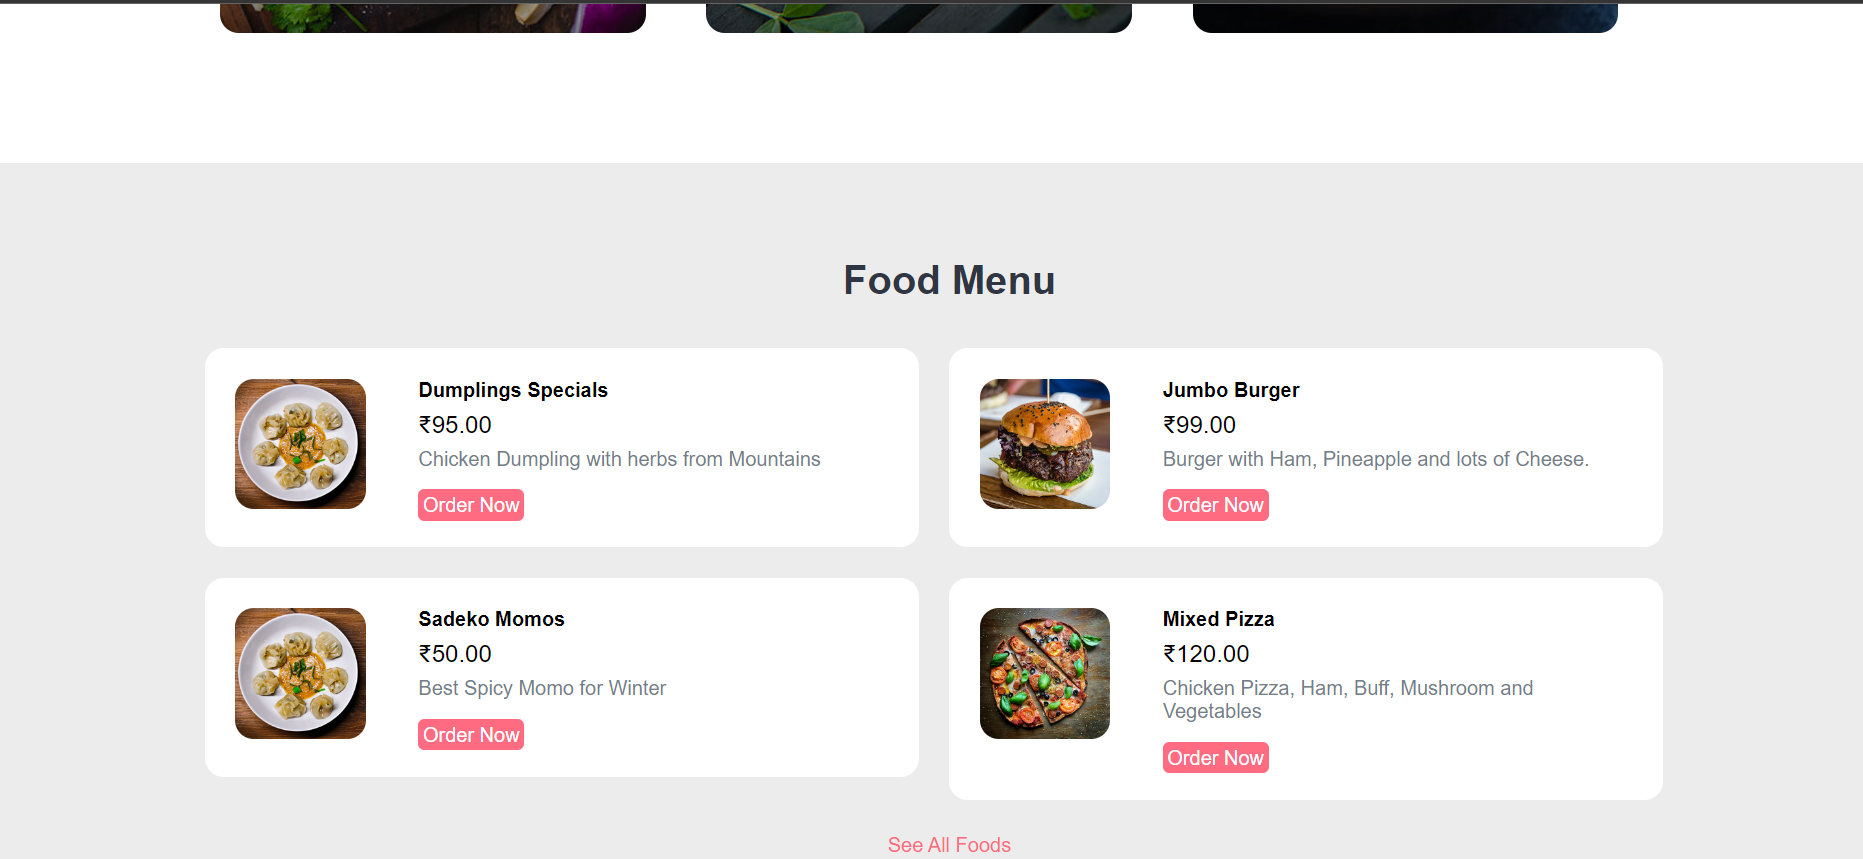 Food Menu
Dumplings Specials
₹95.00
Chicken Dumpling with herbs from Mountains
Order Now
Jumbo Burger
₹99.00
Burger with Ham, Pineapple and lots of Cheese.
Order Now
Sadeko Momos
₹50.00
Best Spicy Momo for Winter
Order Now
Mixed Pizza
₹120.00
Chicken Pizza, Ham, Buff, Mushroom and
Vegetables
Order Now
See All Foods